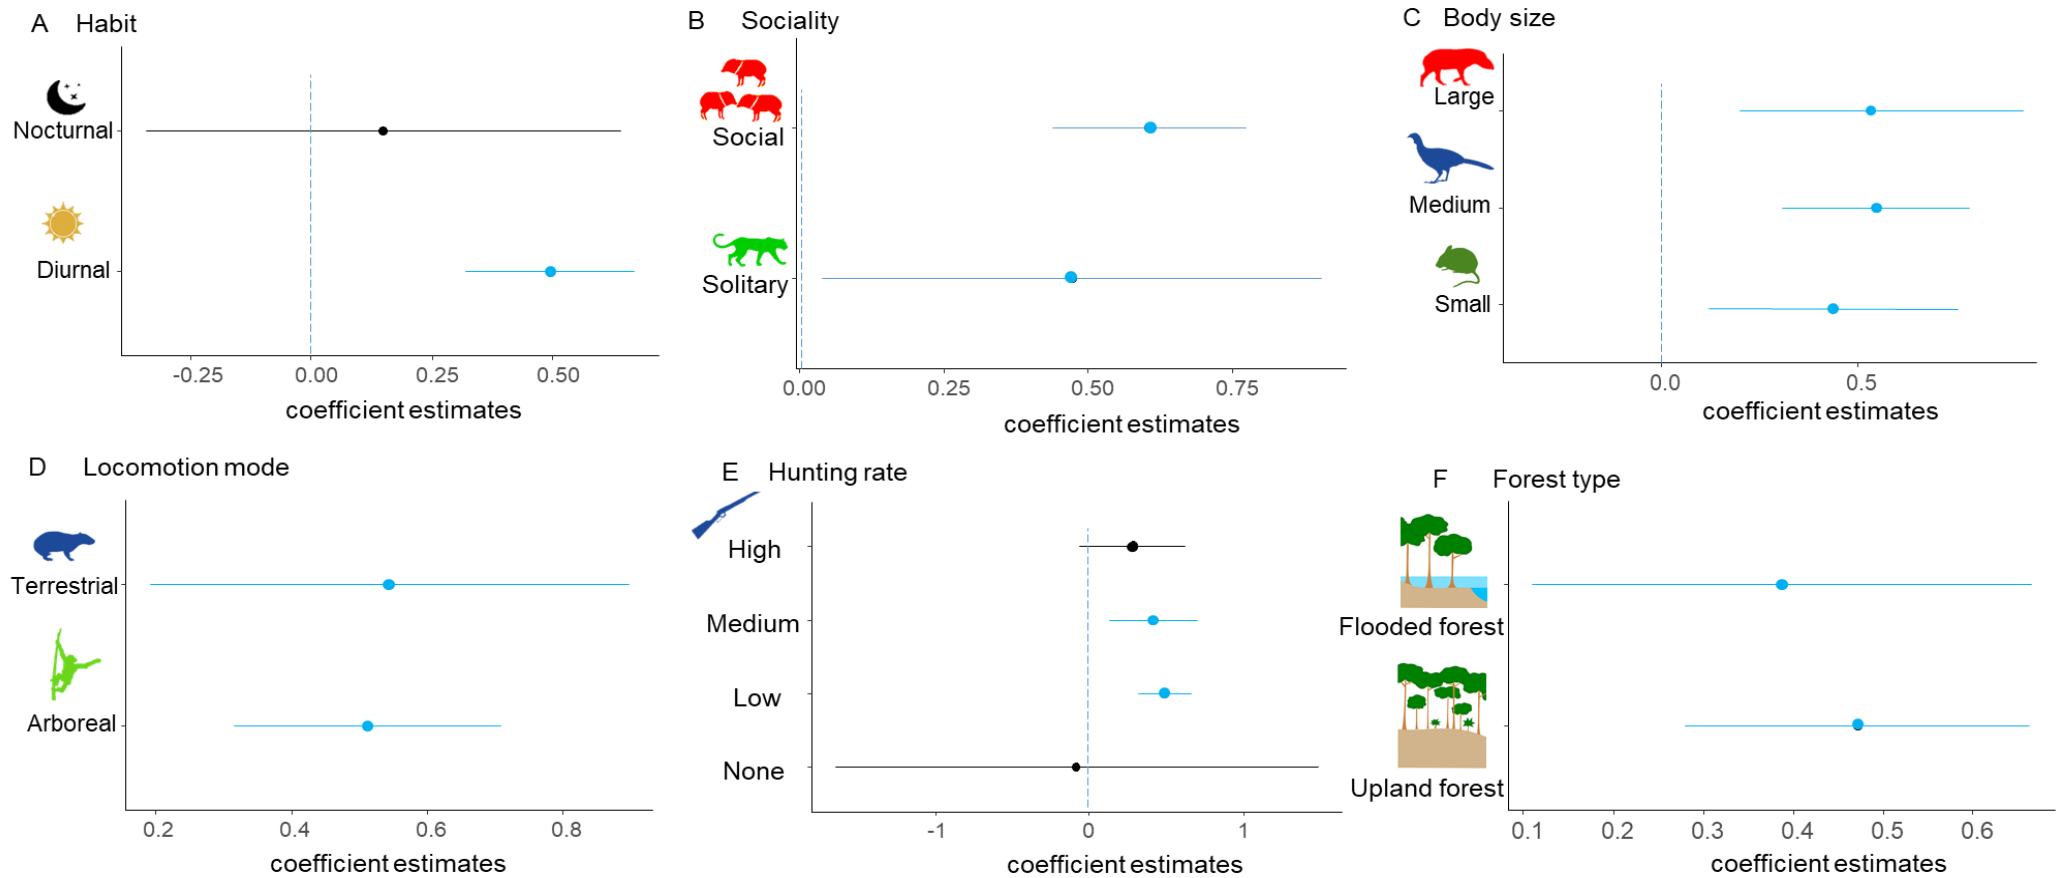 A Habit
Nocturnal
Diurnal
-0.25 0.00 0.25 0.50
coefficient estimates
B Sociality
Social
Solitary
0.00 0.25 0.50 0.75
coefficient estimates
C Body size
Large
Medium
Small
0.0 0.5
coefficient estimates
D Locomotion mode
Terrestrial
Arboreal
0.2 0.4 0.6 0.8
coefficient estimates
E Hunting rate
High
Medium
Low
None
-1 0 1
coefficient estimates
F Forest type
Flooded forest
Upland forest
0.1 0.2 0.3 0.4 0.5 0.6
coefficient estimates